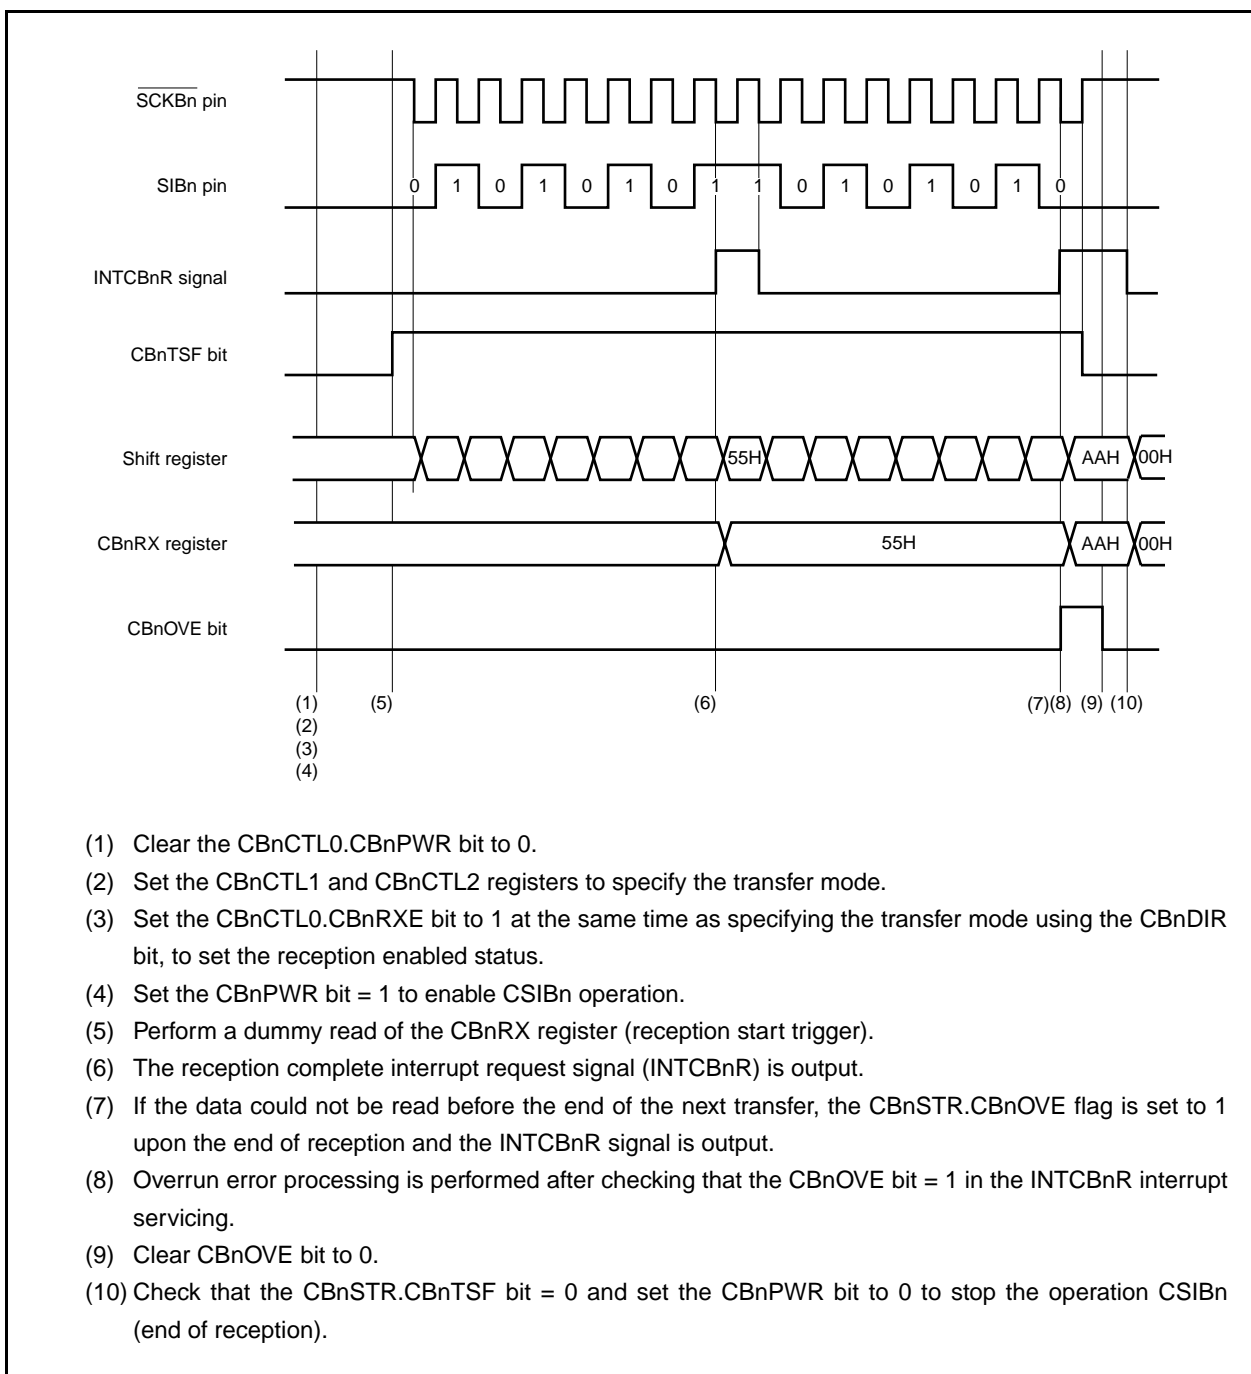 SCKBn pin
SIBn pin
0 1 0 1 0 1 0 1 1 0 1 0 1 0 1 0
INTCBnR signal
CBnTSF bit
Shift register
55H AAH 00H
CBnRX register
55H AAH 00H
CBnOVE bit
(1) (5) (6) (7)(8) (9) (10)
(2)
(3)
(4)
(1) Clear the CBnCTL0.CBnPWR bit to 0.
(2) Set the CBnCTL1 and CBnCTL2 registers to specify the transfer mode.
(3) Set the CBnCTL0.CBnRXE bit to 1 at the same time as specifying the transfer mode using the CBnDIR
bit, to set the reception enabled status.
(4) Set the CBnPWR bit = 1 to enable CSIBn operation.
(5) Perform a dummy read of the CBnRX register (reception start trigger).
(6) The reception complete interrupt request signal (INTCBnR) is output.
(7) If the data could not be read before the end of the next transfer, the CBnSTR.CBnOVE flag is set to 1
upon the end of reception and the INTCBnR signal is output.
(8) Overrun error processing is performed after checking that the CBnOVE bit = 1 in the INTCBnR interrupt
servicing.
(9) Clear CBnOVE bit to 0.
(10) Check that the CBnSTR.CBnTSF bit = 0 and set the CBnPWR bit to 0 to stop the operation CSIBn
(end of reception).